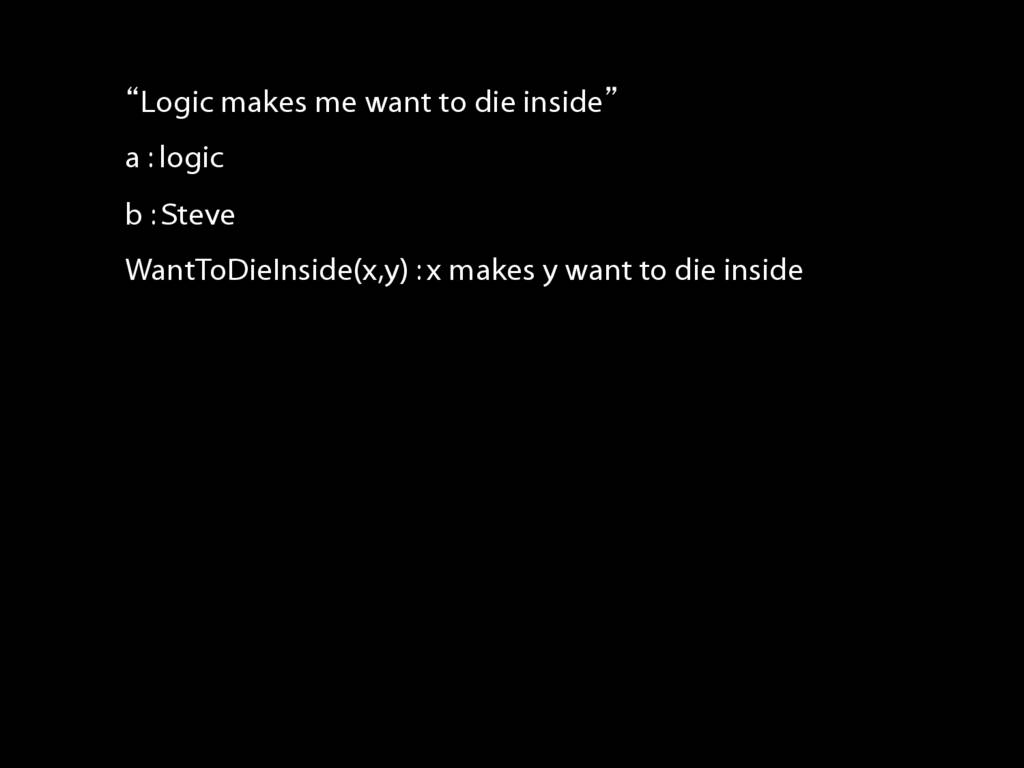 “Logic makes me want to die inside”
a : logic
b : Steve
WantToDieInside(x,y) : x makes y want to die inside